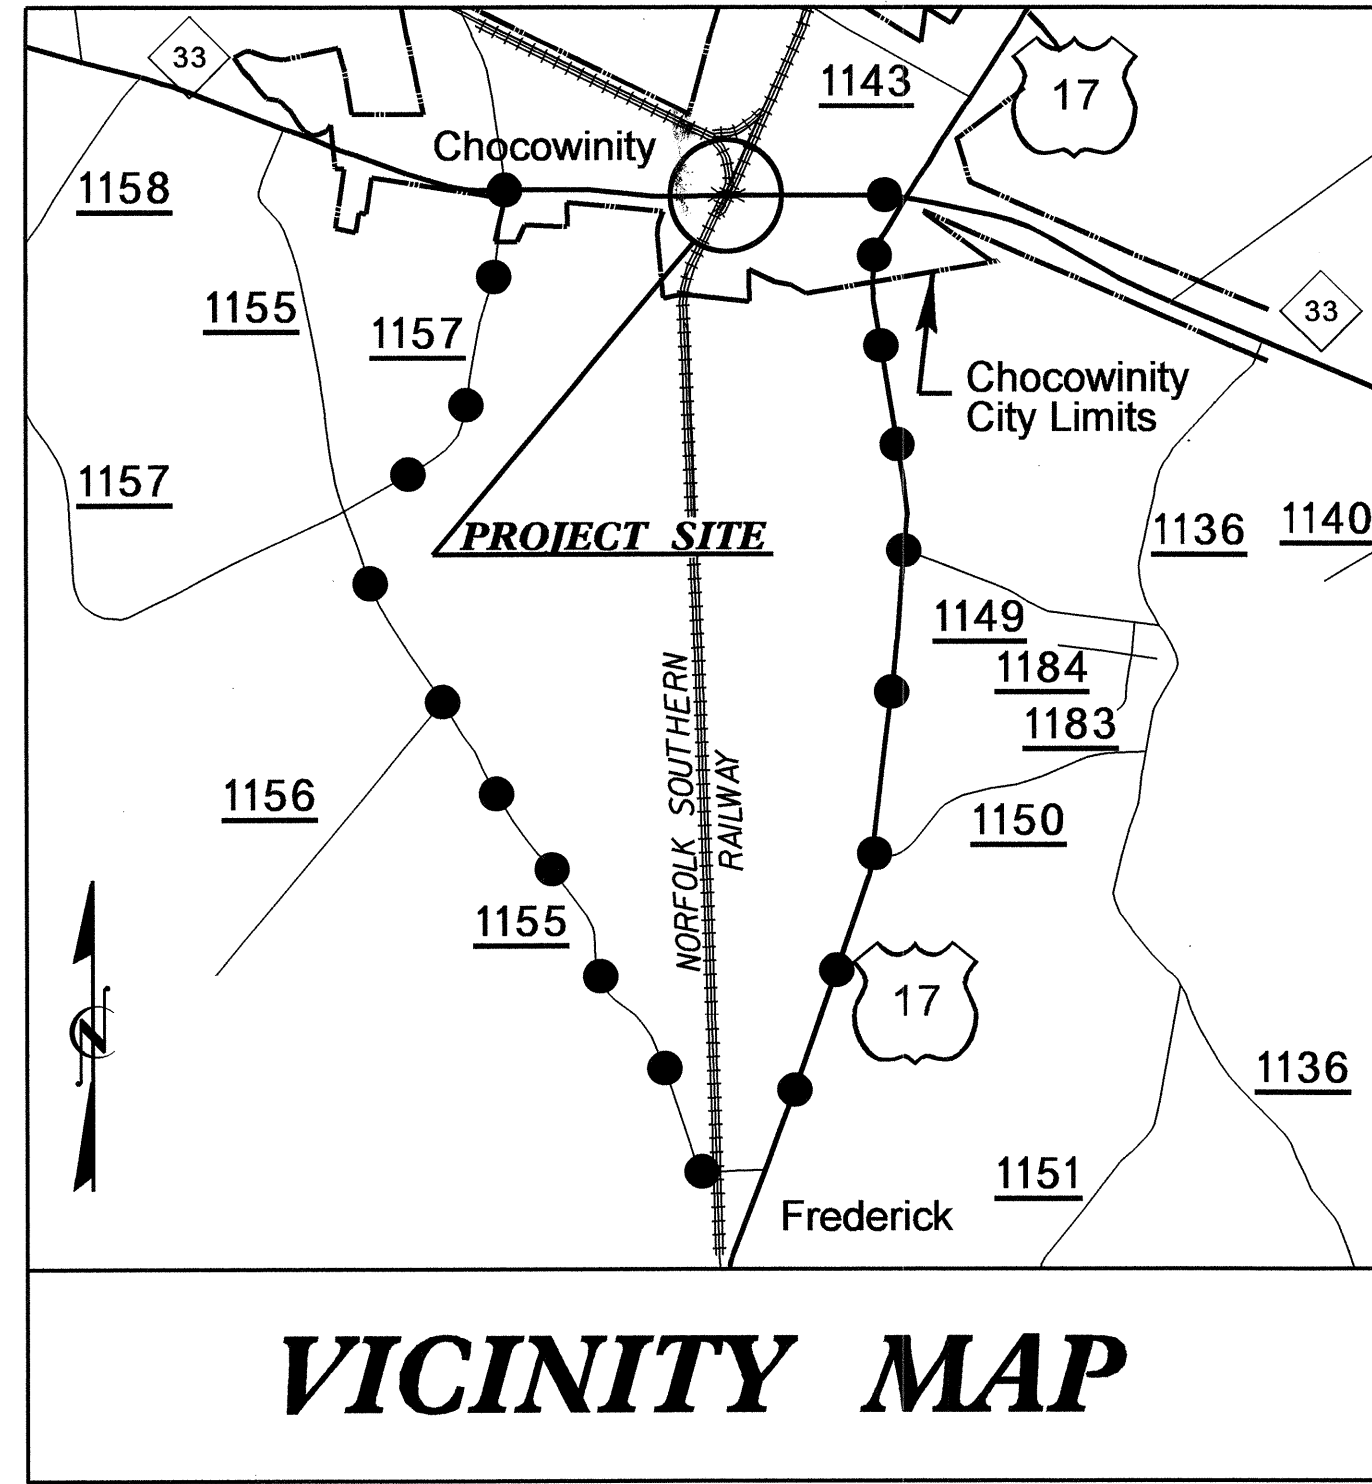 33
1143
17
Chocowinity
1158
1155
1157
33
Chocowinity
City Limits
1157
PROJECT SITE
1136
1140
1149
1184
1183
NORFOLK SOUTHERN
RAILWAY
1156
1150
1155
17
N
1136
1151
Frederick
VICINITY MAP